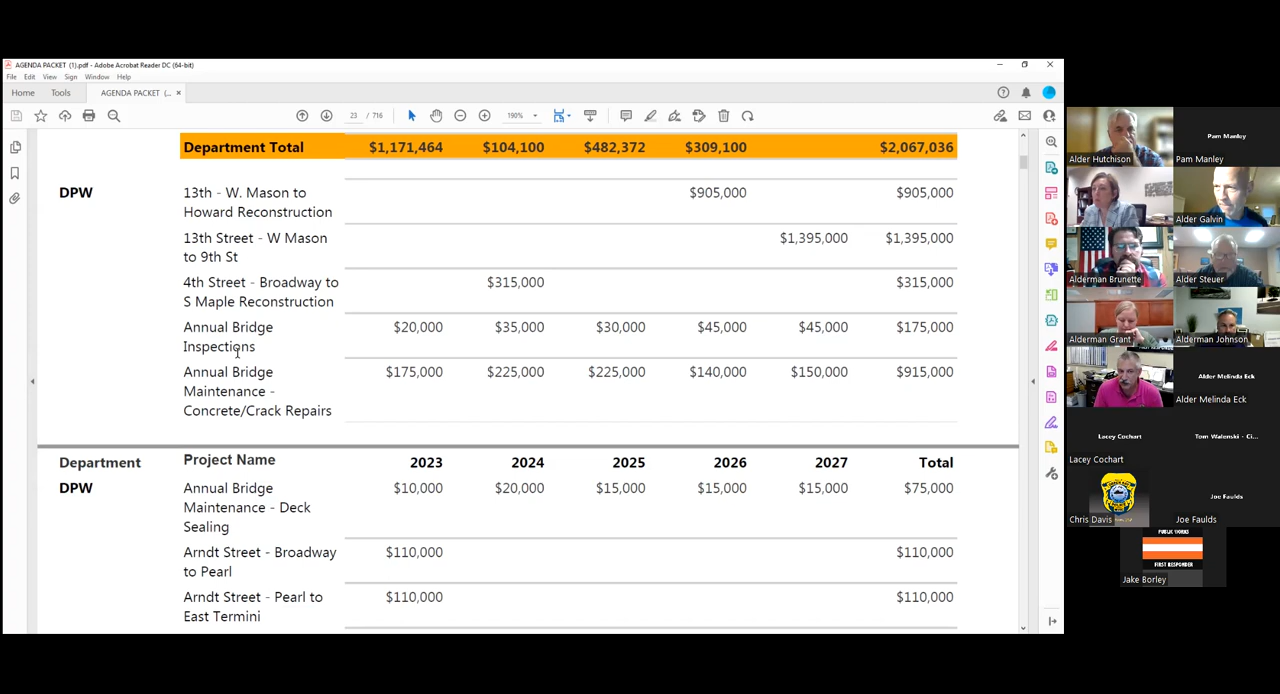 AGENDA PACKET (1).pdf - Adobe Acrobat Reader DC (64-bit)
File Edit View Sign Window Help
Home Tools AGENDA PACKET (... ×
23 / 716 190%
Department Total $1,171,464 $104,100 $482,372 $309,100 $2,067,036
DPW 13th - W. Mason to $905,000 $905,000
Howard Reconstruction
13th Street - W Mason $1,395,000 $1,395,000
to 9th St
4th Street - Broadway to $315,000 $315,000
S Maple Reconstruction
Annual Bridge $20,000 $35,000 $30,000 $45,000 $45,000 $175,000
Inspections
Annual Bridge $175,000 $225,000 $225,000 $140,000 $150,000 $915,000
Maintenance -
Concrete/Crack Repairs
Department Project Name 2023 2024 2025 2026 2027 Total
DPW Annual Bridge $10,000 $20,000 $15,000 $15,000 $15,000 $75,000
Maintenance - Deck
Sealing
Arndt Street - Broadway $110,000 $110,000
to Pearl
Arndt Street - Pearl to $110,000 $110,000
East Termini
Alder Hutchison
Pam Manley
Pam Manley
Alder Galvin
Alderman Brunette
Alder Steuer
Alderman Grant
Alderman Johnson
Alder Melinda Eck
Alder Melinda Eck
Lacey Cochart
Lacey Cochart
Tom Walenski - Ci...
Chris Davis
Joe Faulds
Joe Faulds
PUBLIC WORKS
FIRST RESPONDER
Jake Borley